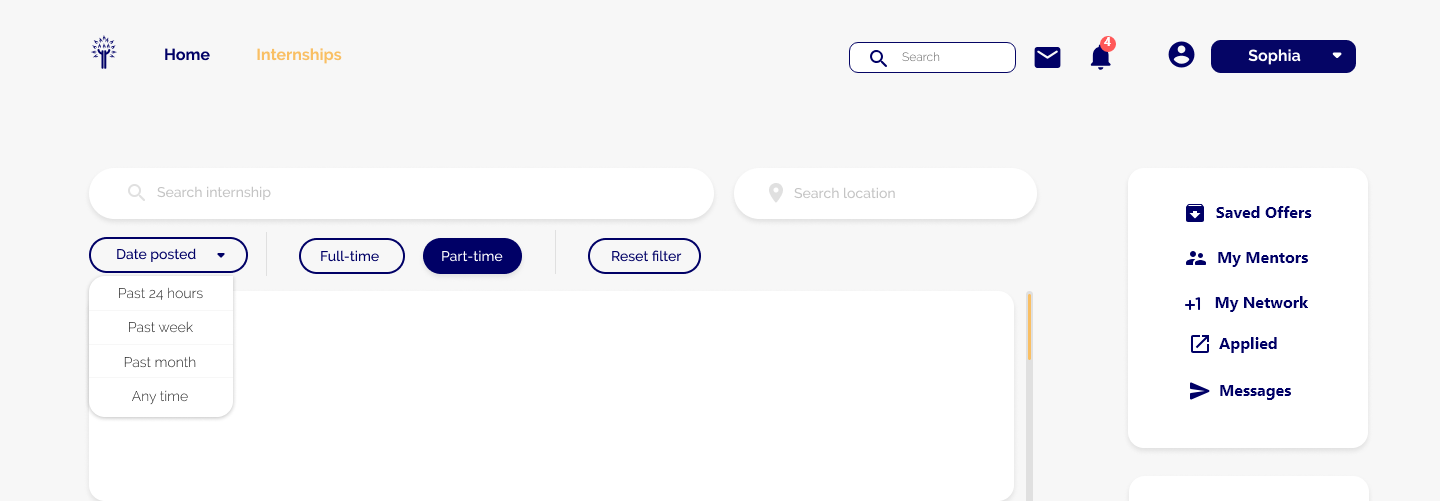 Home
Internships
Search
4
Sophia
Search internship
Search location
Date posted
Full-time
Part-time
Reset filter
Past 24 hours
Past week
Past month
Any time
Saved Offers
My Mentors
+1 My Network
Applied
Messages